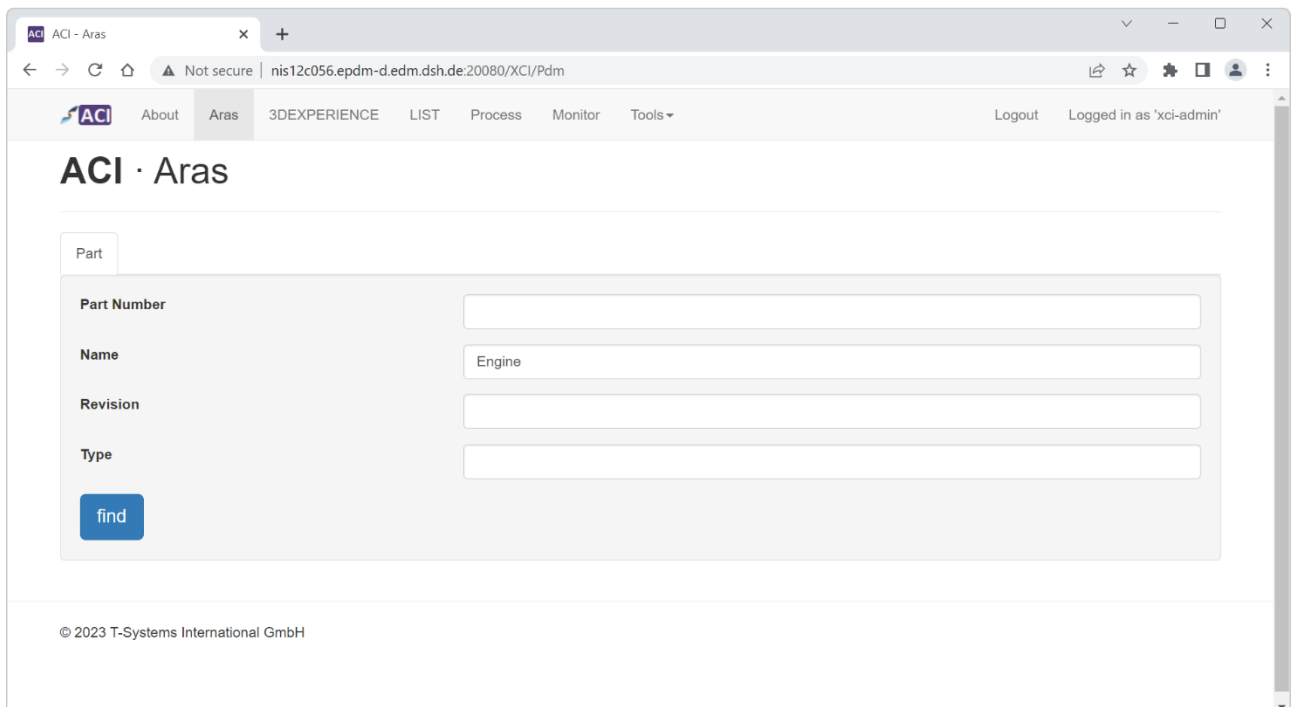 ACI ACI - Aras
Not secure nis12c056.epdm-d.edm.dsh.de:20080/XCI/Pdm
ACI About Aras 3DEXPERIENCE LIST Process Monitor Tools Logout Logged in as 'xci-admin'
ACI · Aras
Part
Part Number
Name Engine
Revision
Type
find
© 2023 T-Systems International GmbH